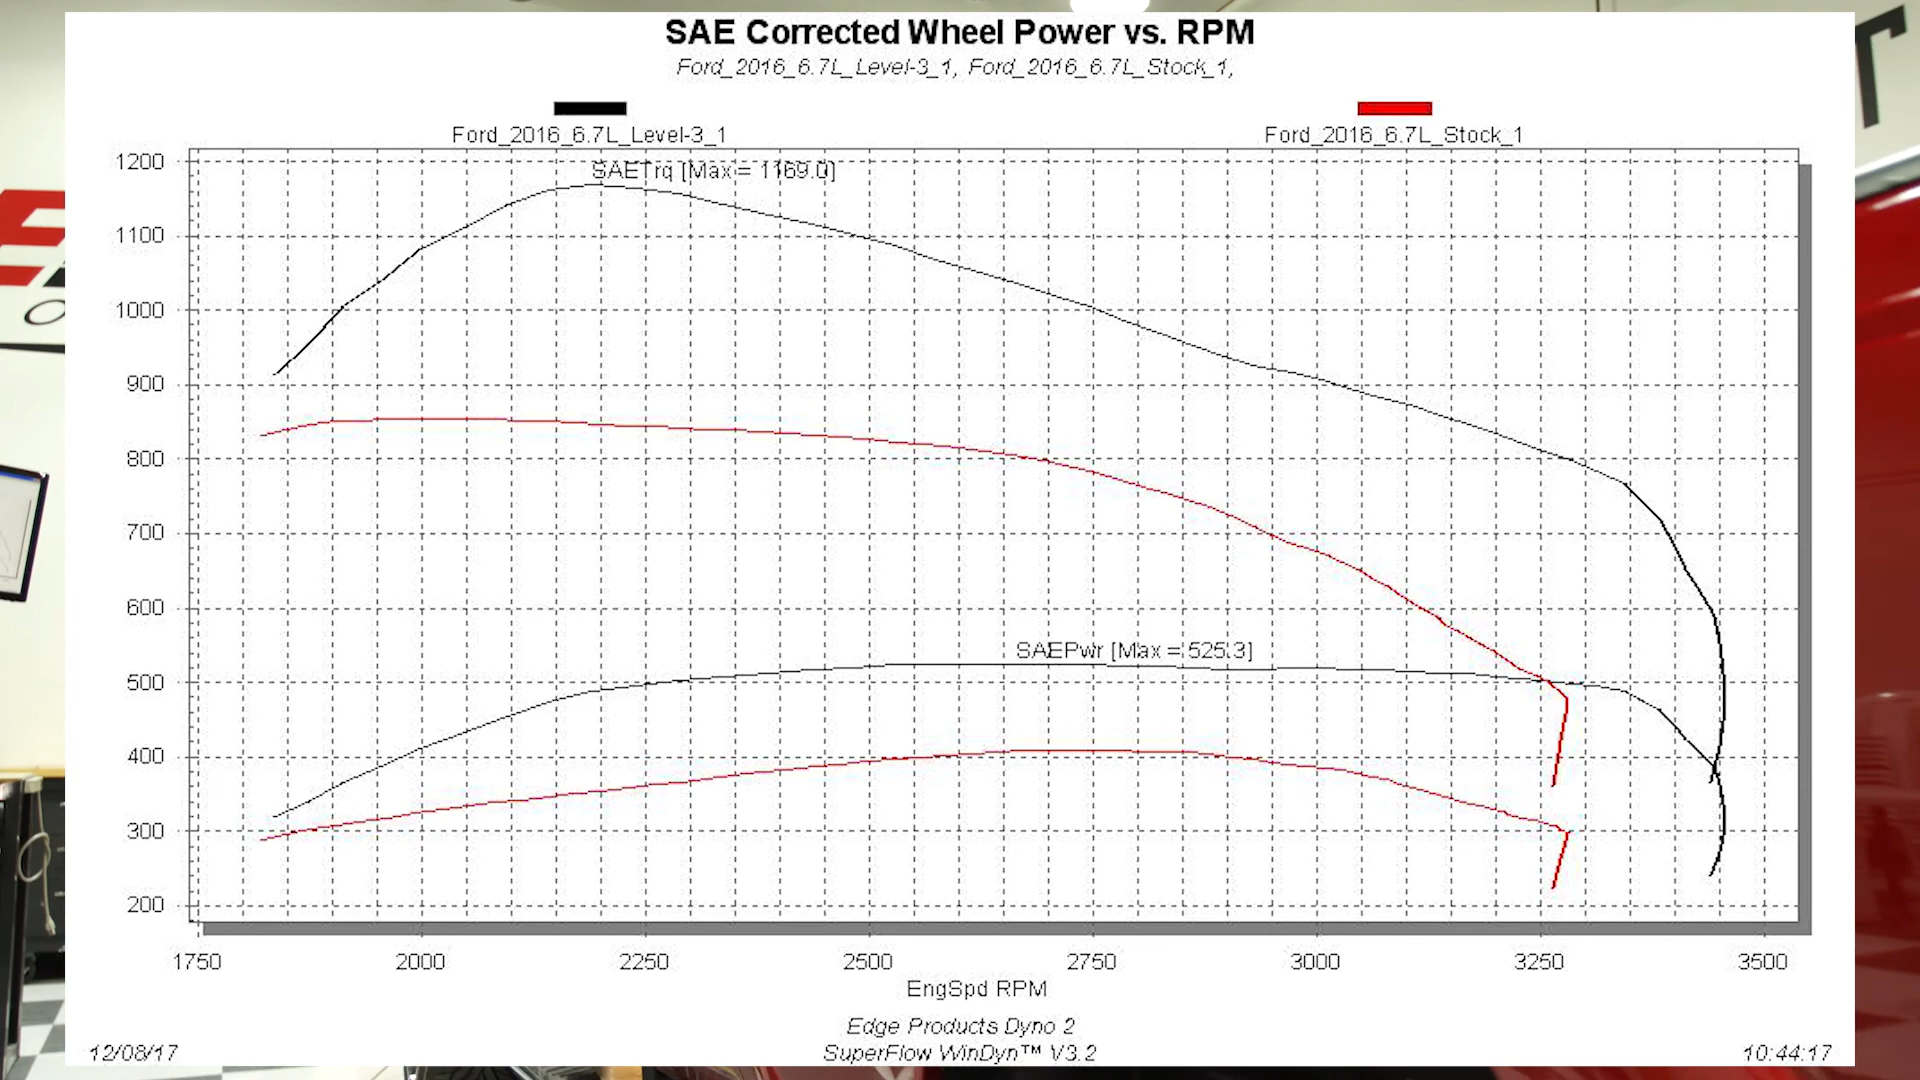 SAE Corrected Wheel Power vs. RPM
Ford_2016_6.7L_Level-3_1, Ford_2016_6.7L_Stock_1,
Ford_2016_6.7L_Level-3_1
Ford_2016_6.7L_Stock_1
SAETrq [Max = 1169.0]
1200
1100
1000
900
800
700
600
SAEPwr [Max = 525.3]
500
400
300
200
1750 2000 2250 2500 2750 3000 3250 3500
EngSpd RPM
Edge Products Dyno 2
12/08/17 SuperFlow WinDyn™ V3.2 10:44:17